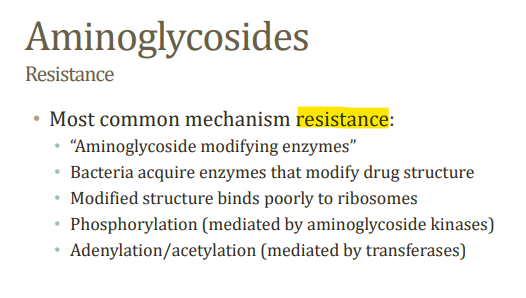 Aminoglycosides
Resistance
• Most common mechanism resistance:
• “Aminoglycoside modifying enzymes”
• Bacteria acquire enzymes that modify drug structure
• Modified structure binds poorly to ribosomes
• Phosphorylation (mediated by aminoglycoside kinases)
• Adenylation/acetylation (mediated by transferases)